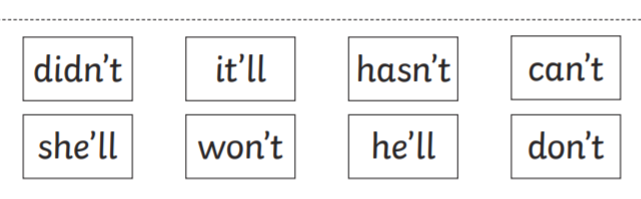 didn’t it’ll hasn’t can’t
she’ll won’t he’ll don’t